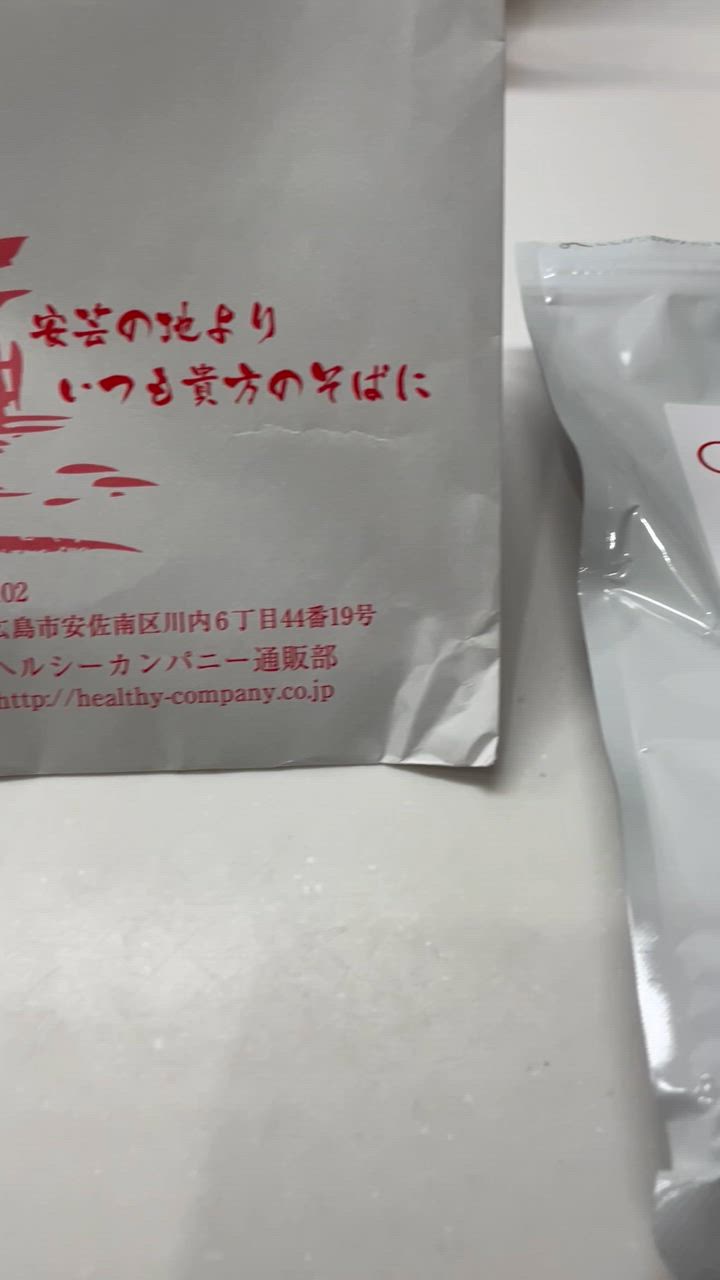 安芸の地より
いつも貴方のそばに
02
広島市安佐南区川内6丁目44番19号
ヘルシーカンパニー通販部
http://healthy-company.co.jp